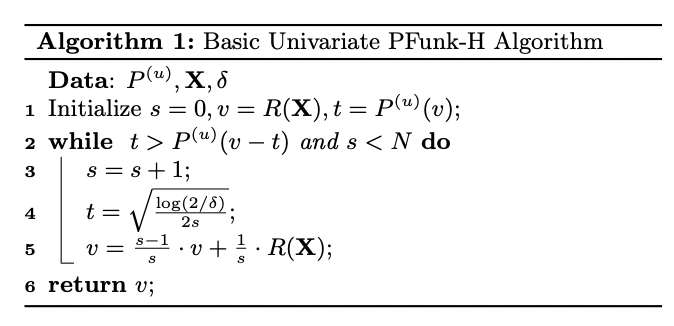 Algorithm 1: Basic Univariate PFunk-H Algorithm
Data: P^{(u)}, X, δ
1 Initialize s = 0, v = R(X), t = P^{(u)}(v);
2 while t > P^{(u)}(v − t) and s < N do
3 s = s + 1;
4 t = √(log(2/δ)/2s);
5 v = (s−1)/s · v + 1/s · R(X);
6 return v;